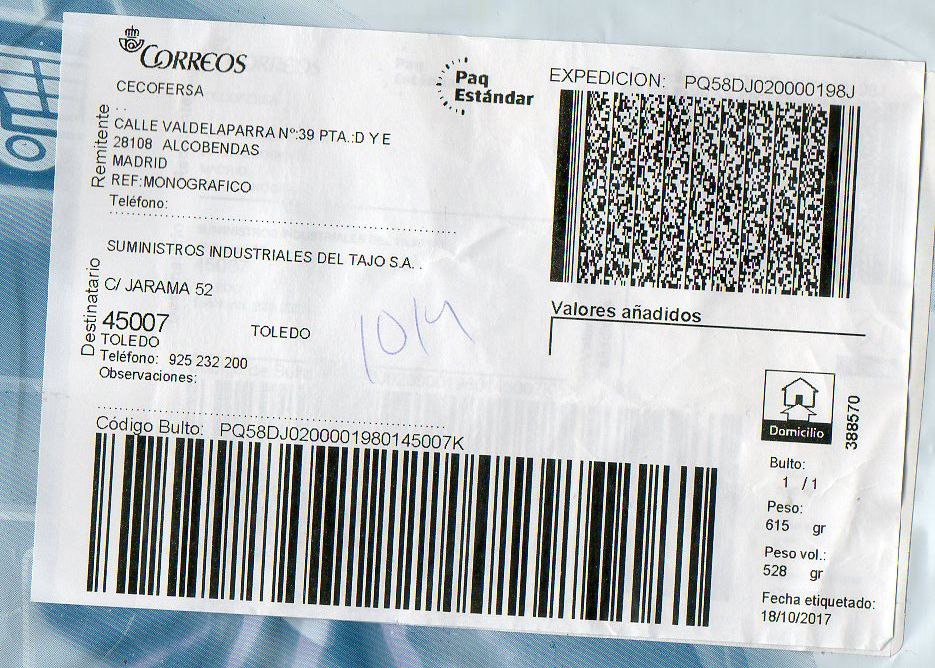 CORREOS
CECOFERSA
. .
Remitente
CALLE VALDELAPARRA Nº:39 PTA.:D Y E
28108 ALCOBENDAS
MADRID
REF:MONOGRAFICO
Teléfono:
Paq
Estándar
EXPEDICION: PQ58DJ020000198J
Destinatario
SUMINISTROS INDUSTRIALES DEL TAJO S.A. .
C/ JARAMA 52
45007 TOLEDO
TOLEDO
Teléfono: 925 232 200
Observaciones:
Valores añadidos
Domicilio
388570
Código Bulto: PQ58DJ0200001980145007K
Bulto:
1 / 1
Peso:
615 gr
Peso vol.:
528 gr
Fecha etiquetado:
18/10/2017